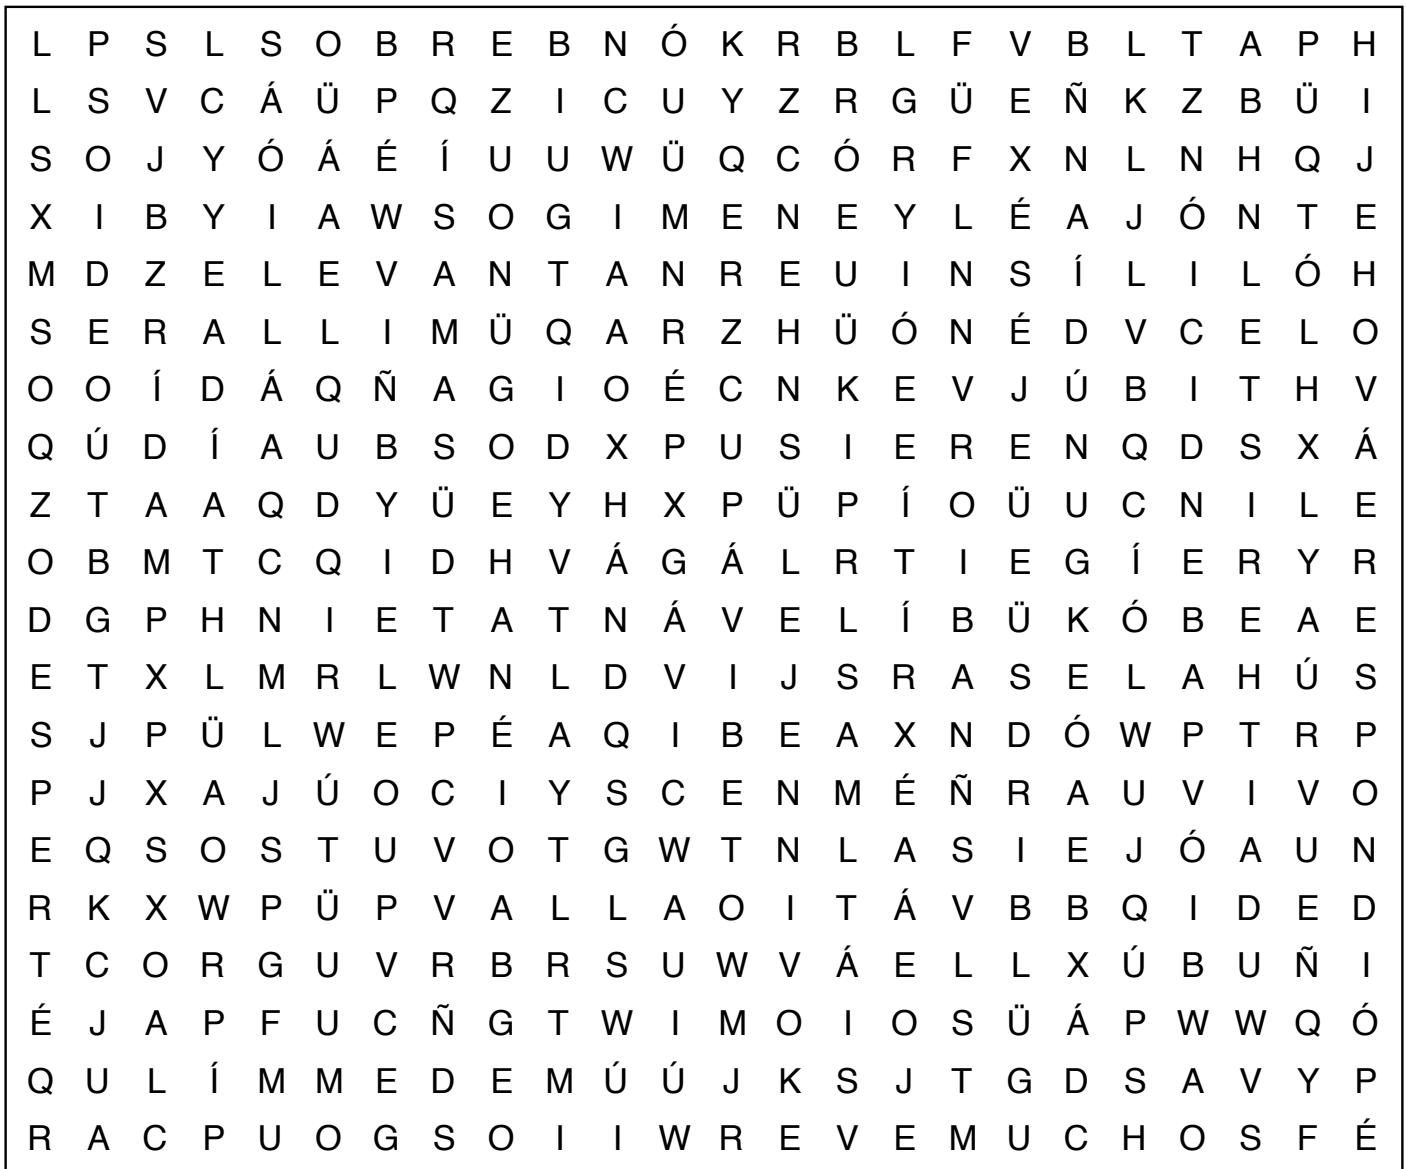 L P S L S O B R E B N Ó K R B L F V B L T A P H
L S V C Á Ü P Q Z I C U Y Z R G Ü E Ñ K Z B Ü I
S O J Y Ó Á É Í U U W Ü Q C Ó R F X N L N H Q J
X I B Y I A W S O G I M E N E Y L É A J Ó N T E
M D Z E L E V A N T A N R E U I N S Í L I L Ó H
S E R A L L I M Ü Q A R Z H Ü Ó N É D V C E L O
O O Í D Á Q Ñ A G I O É C N K E V J Ú B I T H V
Q Ú D Í A U B S O D X P U S I E R E N Q D S X Á
Z T A A Q D Y Ü E Y H X P Ü P Í O Ü U C N I L E
O B M T C Q I D H V Á G Á L R T I E G Í E R Y R
D G P H N I E T A T N Á V E L Í B Ü K Ó B E A E
E T X L M R L W N L D V I J S R A S E L A H Ú S
S J P Ü L W E P É A Q I B E A X N D Ó W P T R P
P J X A J Ú O C I Y S C E N M É Ñ R A U V I V O
E Q S O S T U V O T G W T N L A S I E J Ó A U N
R K X W P Ü P V A L L A O I T Á V B B Q I D E D
T C O R G U V R B R S U W V Á E L L X Ú B U Ñ I
É J A P F U C Ñ G T W I M O I O S Ü Á P W W Q Ó
Q U L Í M M E D E M Ú Ú J K S J T G D S A V Y P
R A C P U O G S O I I W R E V E M U C H O S F É